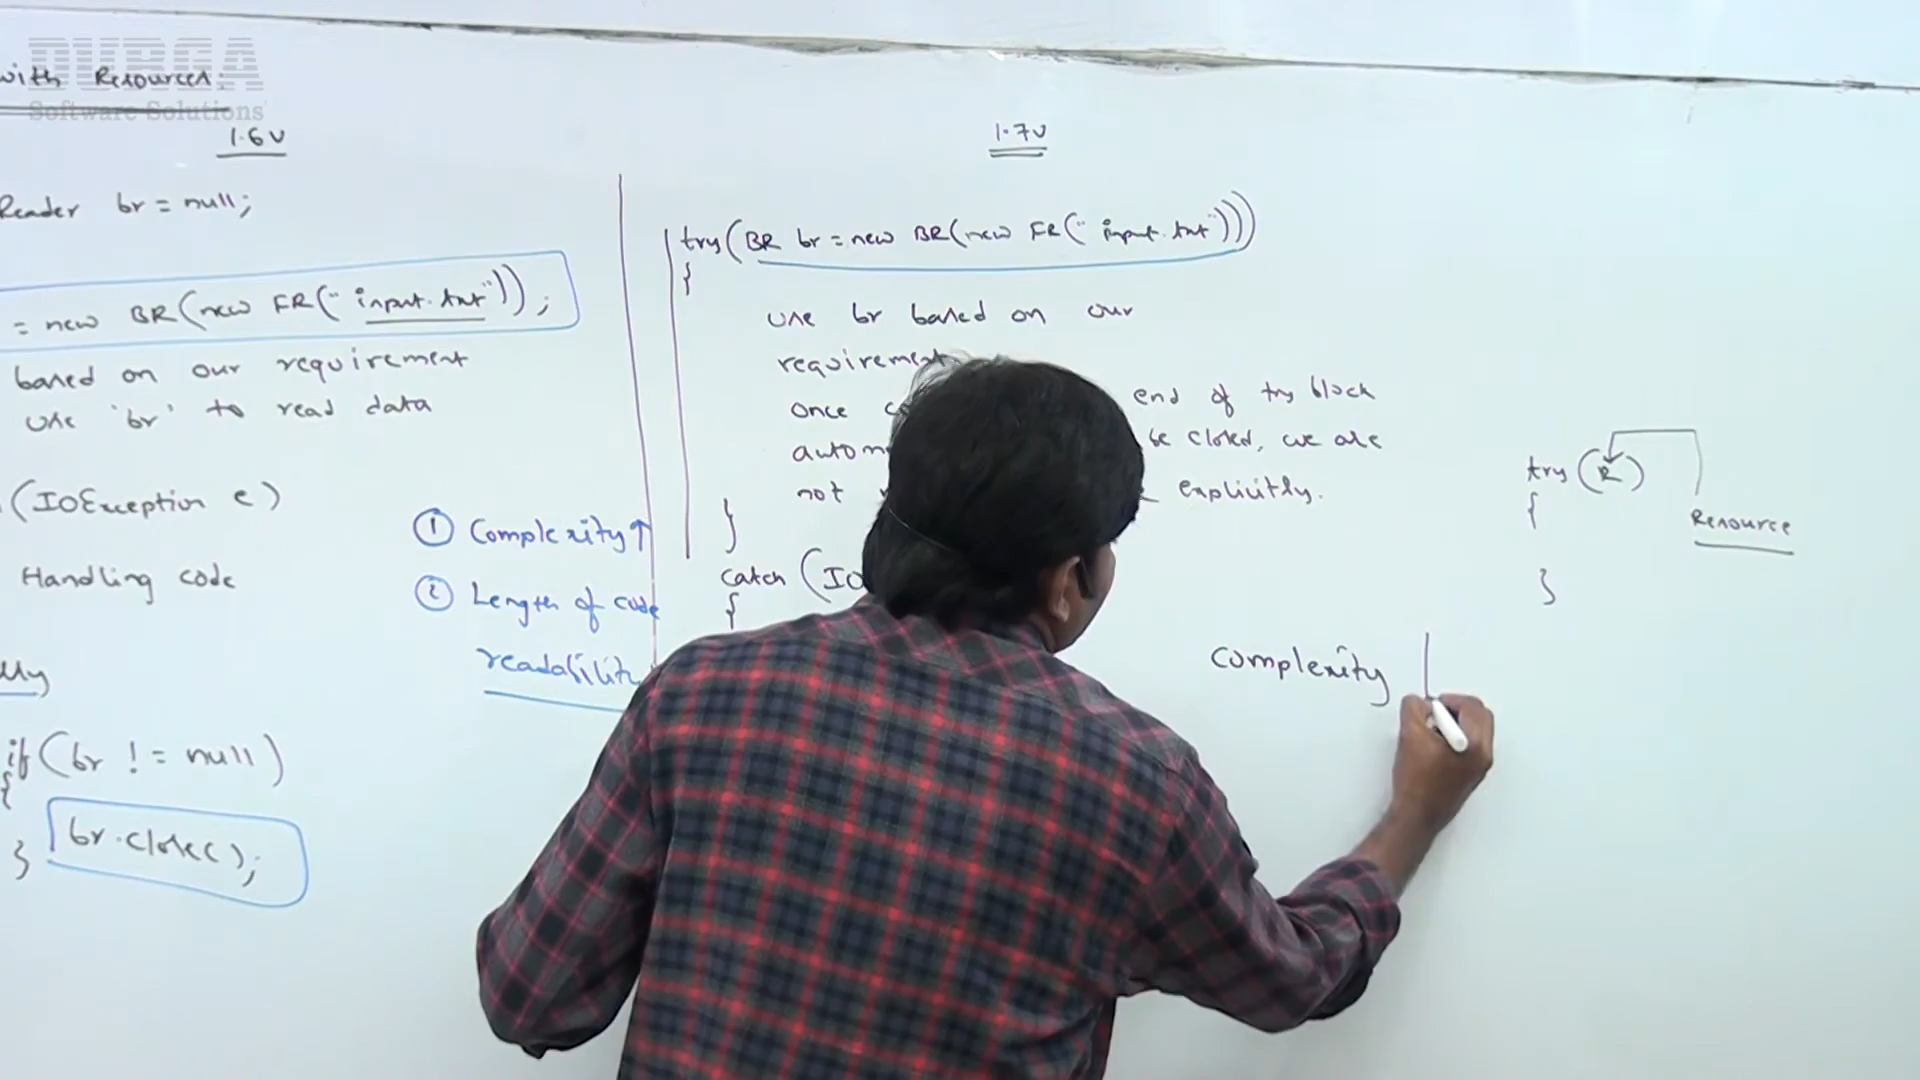 DURGA
Software Solutions
with Resources:
1.6V
Reader br = null;
= new BR(new FR("input.txt"));
based on our requirement
use 'br' to read data
(IOException e)
Handling code
lly
if(br != null)
{
br.close();
}
① Complexity↑
② Length of code
readability
1.7V
try(BR br = new BR(new FR("input.txt")))
{
use br based on our
requirement
once end of try block
be closed, we are
not explicitly.
}
catch (IO
{
try (R)
{
}
Resource
Complexity